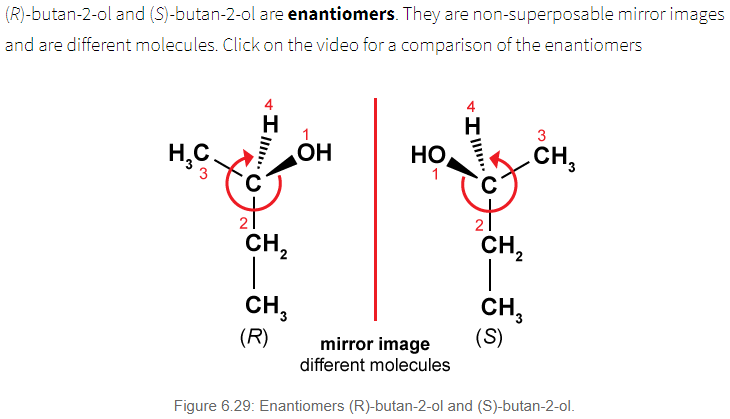 (R)-butan-2-ol and (S)-butan-2-ol are enantiomers. They are non-superposable mirror images
and are different molecules. Click on the video for a comparison of the enantiomers
4
H
1
OH
H₃C
3
C
2
CH₂
CH₃
(R)
4
H
3
CH₃
HO
1
C
2
CH₂
CH₃
(S)
mirror image
different molecules
Figure 6.29: Enantiomers (R)-butan-2-ol and (S)-butan-2-ol.